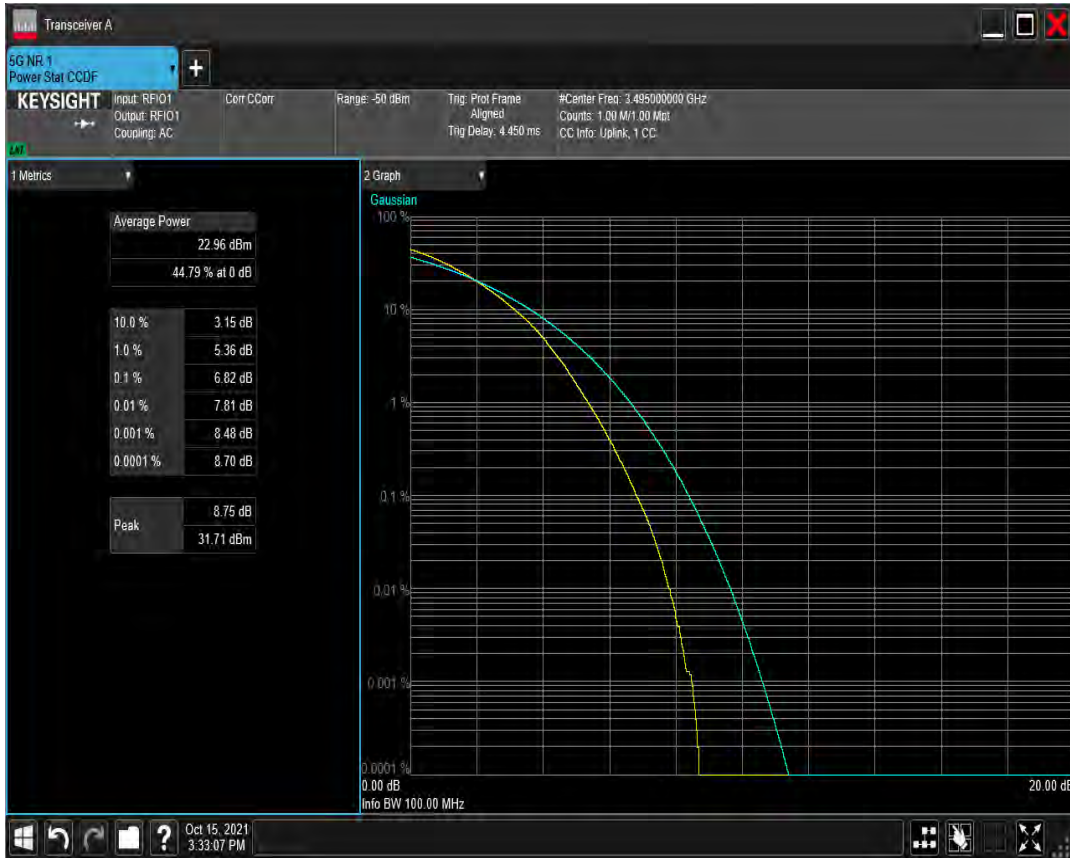 Transceiver A
5G NR 1
Power Stat CCDF
+
KEYSIGHT
LNI
Input: RFIO1
Output: RFIO1
Coupling: AC
Corr CCorr
Range: -50 dBm
Trig: Prot Frame
Aligned
Trig Delay: 4.450 ms
#Center Freq: 3.495000000 GHz
Counts: 1.00 M/1.00 Mpt
CC Info: Uplink, 1 CC
1 Metrics
Average Power
22.96 dBm
44.79 % at 0 dB
10.0 % 3.15 dB
1.0 % 5.36 dB
0.1 % 6.82 dB
0.01 % 7.81 dB
0.001 % 8.48 dB
0.0001 % 8.70 dB
Peak 8.75 dB
31.71 dBm
2 Graph
Gaussian
100 %
10 %
1 %
0.1 %
0.01 %
0.001 %
0.0001 %
0.00 dB 20.00 dB
Info BW 100.00 MHz
? Oct 15, 2021
3:33:07 PM